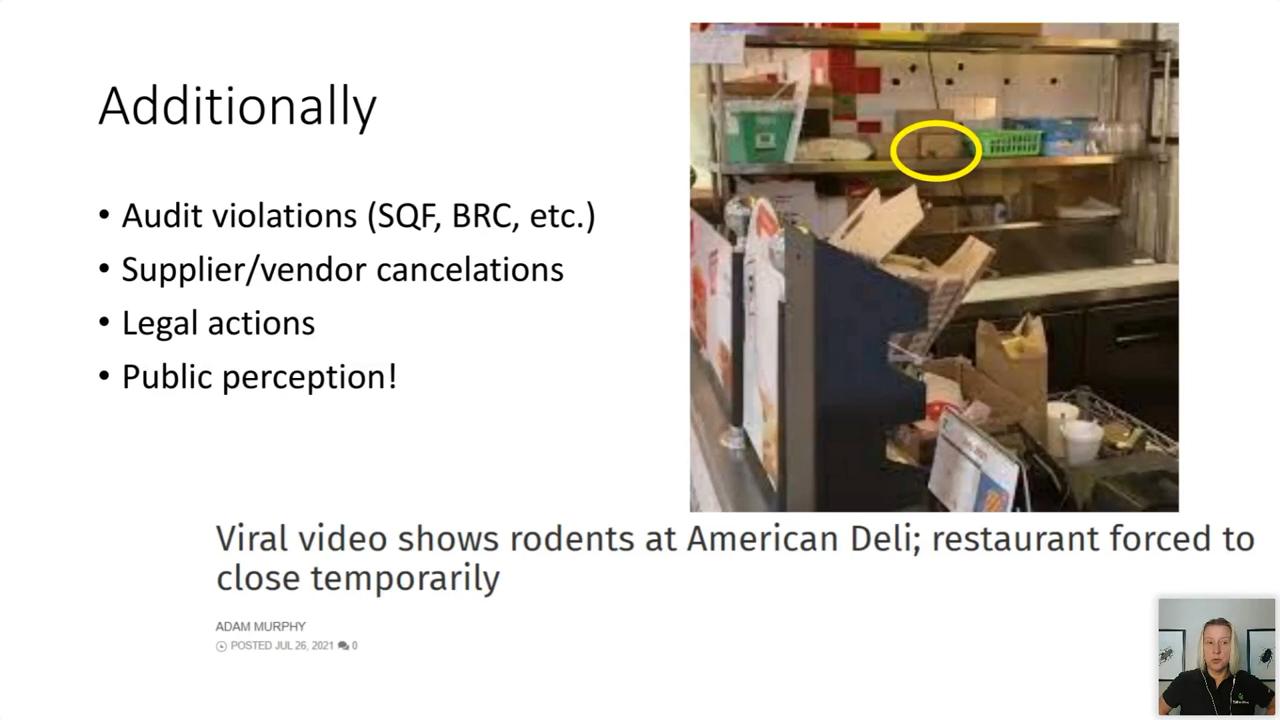 Additionally
• Audit violations (SQF, BRC, etc.)
• Supplier/vendor cancelations
• Legal actions
• Public perception!
Viral video shows rodents at American Deli; restaurant forced to
close temporarily
ADAM MURPHY
POSTED JUL 26, 2021 0